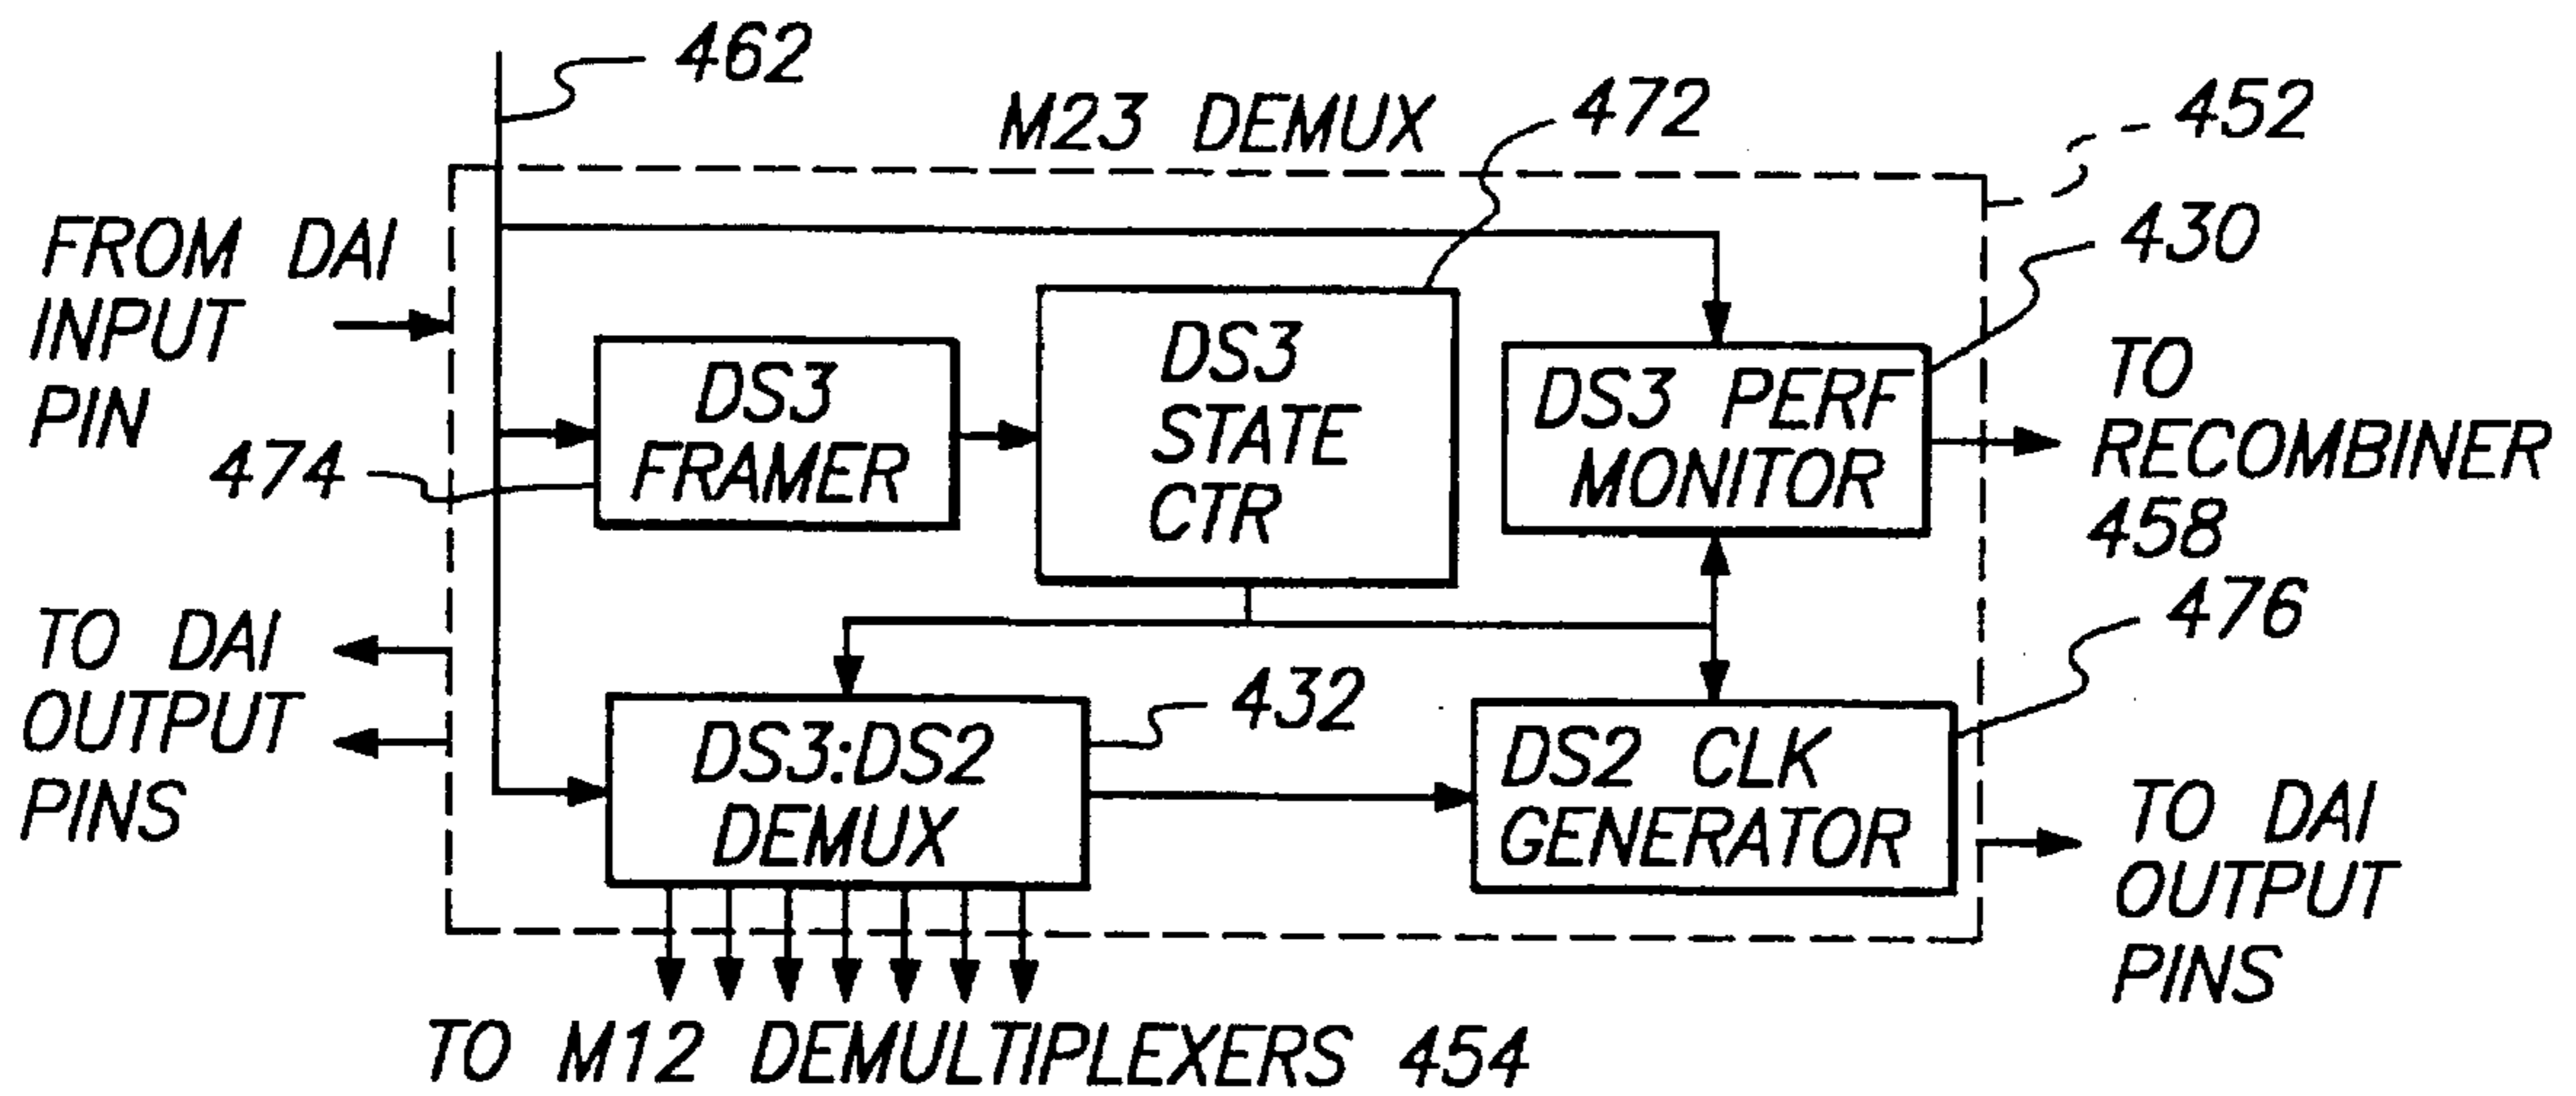 462
M23 DEMUX
472
452
FROM DAI
INPUT
PIN
430
DS3
FRAMER
474
DS3
STATE
CTR
DS3 PERF
MONITOR
TO
RECOMBINER
458
TO DAI
OUTPUT
PINS
432
476
DS3:DS2
DEMUX
DS2 CLK
GENERATOR
TO DAI
OUTPUT
PINS
TO M12 DEMULTIPLEXERS 454